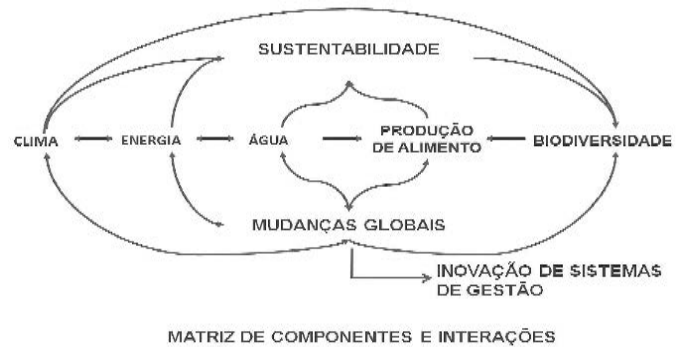 SUSTENTABILIDADE
CLIMA
ENERGIA
ÁGUA
PRODUÇÃO
DE ALIMENTO
BIODIVERSIDADE
MUDANÇAS GLOBAIS
INOVAÇÃO DE SISTEMAS
DE GESTÃO
MATRIZ DE COMPONENTES E INTERAÇÕES